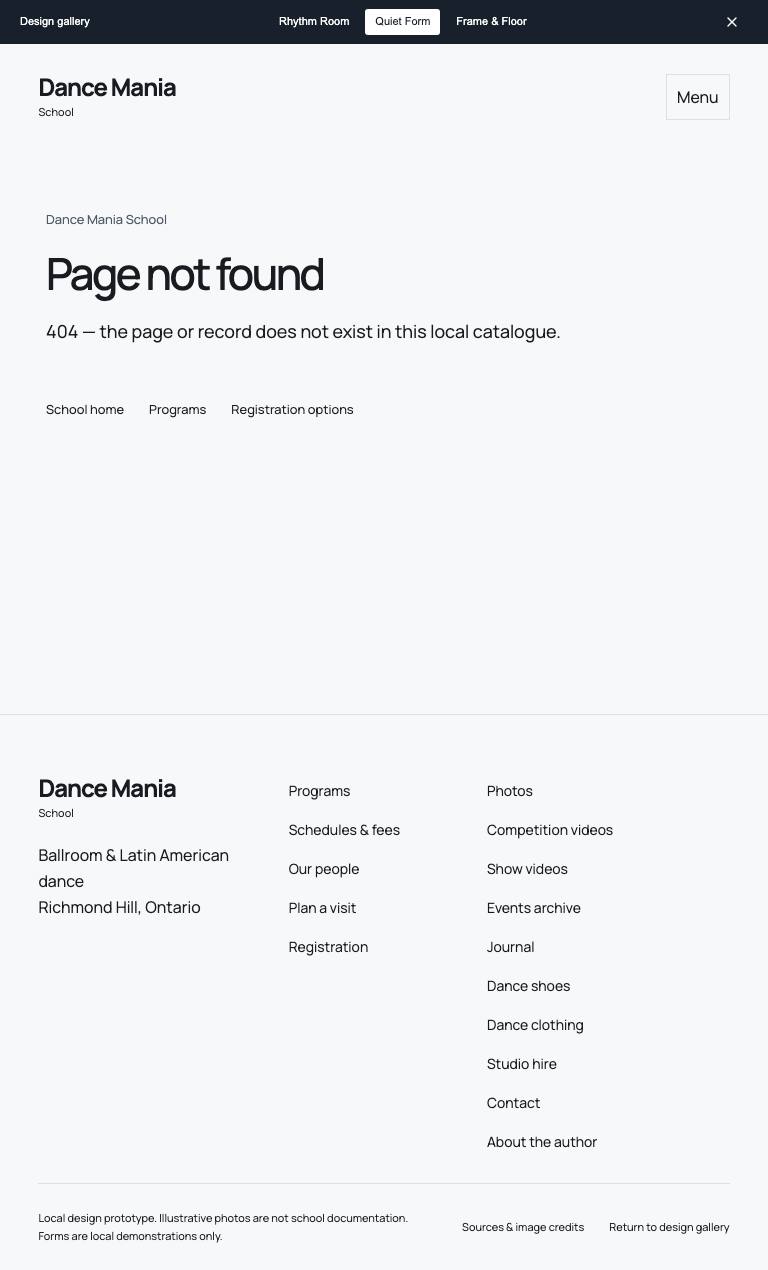 Design gallery
Rhythm Room
Quiet Form
Frame & Floor
×
Dance Mania
School
Menu
Dance Mania School
Page not found
404 — the page or record does not exist in this local catalogue.
School home
Programs
Registration options
Dance Mania
School
Ballroom & Latin American
dance
Richmond Hill, Ontario
Programs
Schedules & fees
Our people
Plan a visit
Registration
Photos
Competition videos
Show videos
Events archive
Journal
Dance shoes
Dance clothing
Studio hire
Contact
About the author
Local design prototype. Illustrative photos are not school documentation.
Forms are local demonstrations only.
Sources & image credits
Return to design gallery